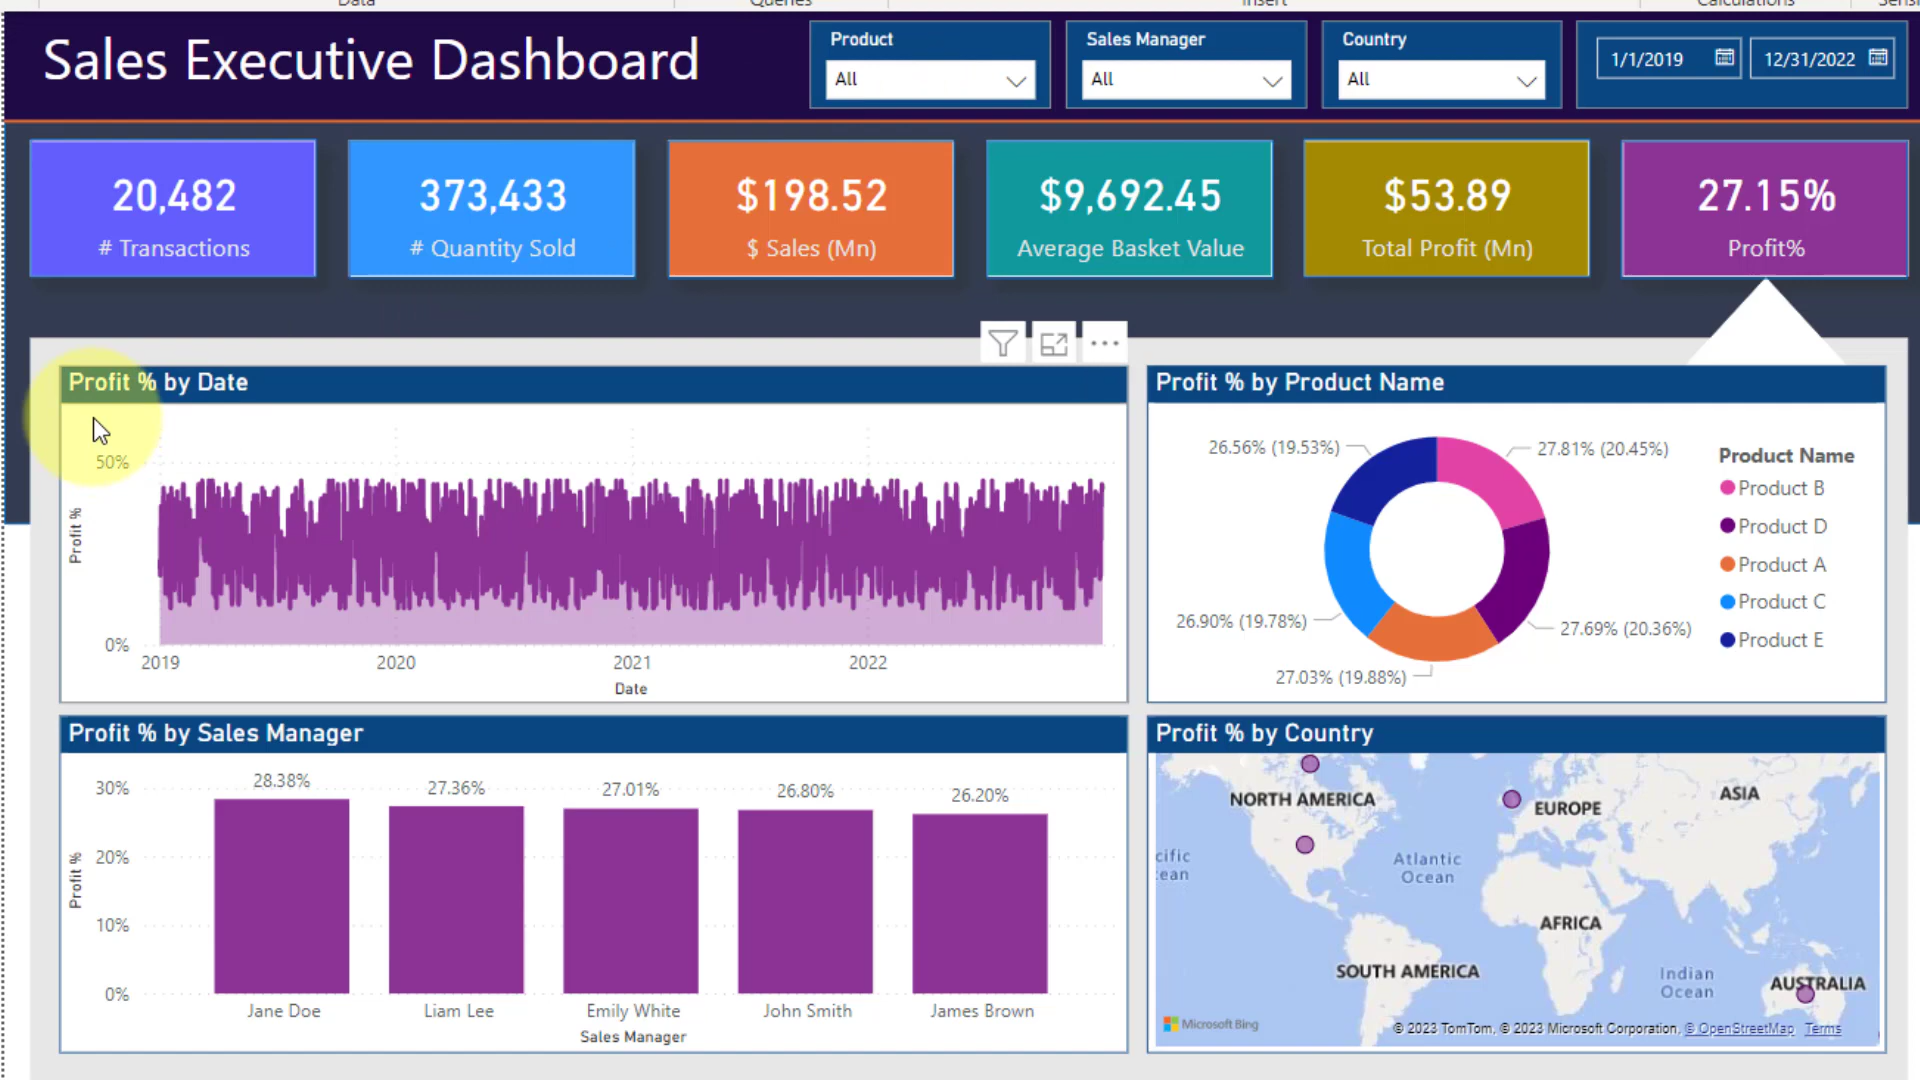 Data
Queries
Insert
Calculations
Sales Executive Dashboard
Product
All
Sales Manager
All
Country
All
1/1/2019
12/31/2022
20,482
# Transactions
373,433
# Quantity Sold
$198.52
$ Sales (Mn)
$9,692.45
Average Basket Value
$53.89
Total Profit (Mn)
27.15%
Profit%
Profit % by Date
50%
0%
Profit %
2019
2020
2021
2022
Date
Profit % by Product Name
26.56% (19.53%)
27.81% (20.45%)
26.90% (19.78%)
27.69% (20.36%)
27.03% (19.88%)
Product Name
Product B
Product D
Product A
Product C
Product E
Profit % by Sales Manager
30%
20%
10%
0%
Profit %
28.38%
27.36%
27.01%
26.80%
26.20%
Jane Doe
Liam Lee
Emily White
John Smith
James Brown
Sales Manager
Profit % by Country
NORTH AMERICA
EUROPE
ASIA
cific
ean
Atlantic
Ocean
AFRICA
SOUTH AMERICA
Indian
Ocean
AUSTRALIA
Microsoft Bing
© 2023 TomTom, © 2023 Microsoft Corporation, © OpenStreetMap Terms